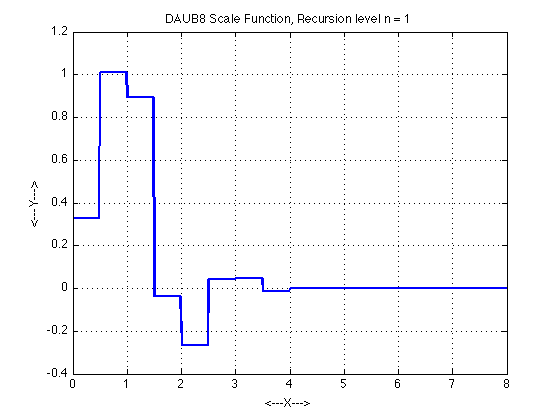 DAUB8 Scale Function, Recursion level n = 1
1.2
1
0.8
0.6
0.4
0.2
0
-0.2
-0.4
<---Y--->
0 1 2 3 4 5 6 7 8
<---X--->